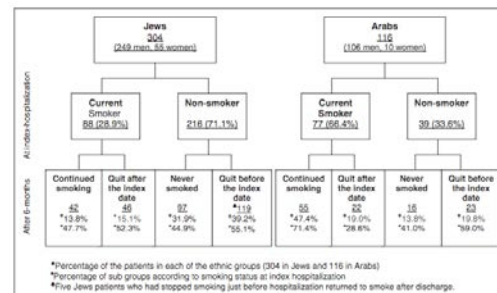 Jews
304
(249 men, 55 women)
Arabs
116
(106 men, 10 women)
At index-hospitalization
Current
Smoker
88 (28.9%)
Non-smoker
216 (71.1%)
Current
Smoker
77 (66.4%)
Non-smoker
39 (33.6%)
After 6-months
Continued
smoking
42
*13.8%
^47.7%
Quit after
the index
date
46
*15.1%
^52.3%
Never
smoked
97
*31.9%
^44.9%
Quit before
the index
date
♣119
*39.2%
^55.1%
Continued
smoking
55
*47.4%
^71.4%
Quit after
the index
date
22
*19.0%
^28.6%
Never
smoked
16
*13.8%
^41.0%
Quit before
the index
date
23
*19.8%
^59.0%
*Percentage of the patients in each of the ethnic groups (304 in Jews and 116 in Arabs)
^Percentage of sub groups according to smoking status at index hospitalization
♣Five Jews patients who had stopped smoking just before hospitalization returned to smoke after discharge.